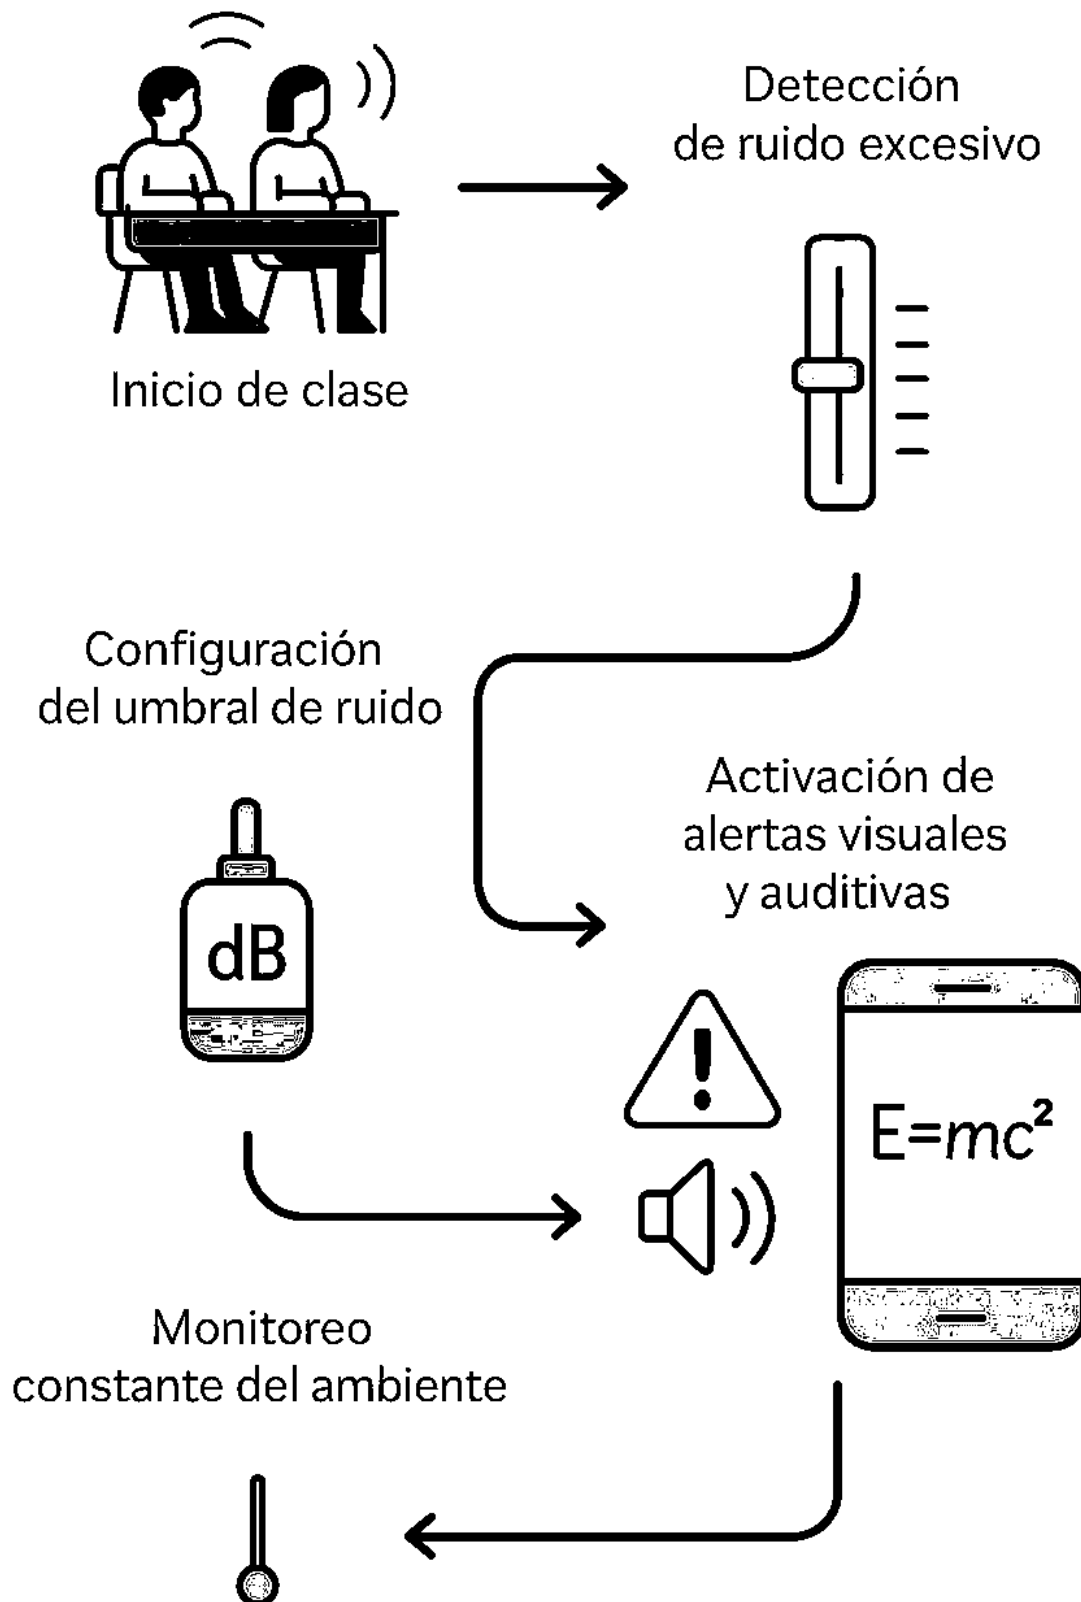 Inicio de clase
Detección
de ruido excesivo
Configuración
del umbral de ruido
dB
Activación de
alertas visuales
y auditivas
!
E=mc²
Monitoreo
constante del ambiente